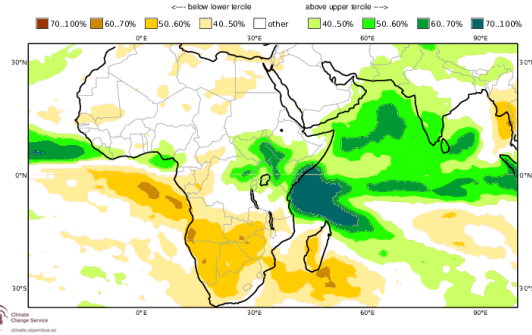 <---- below lower tercile above upper tercile ---->
70..100% 60..70% 50..60% 40..50% other 40..50% 50..60% 60..70% 70..100%
0°E 30°E 60°E 90°E
30°N 30°N
0°N 0°N
30°S 30°S
0°E 30°E 60°E 90°E
Climate
Change Service
climate.copernicus.eu